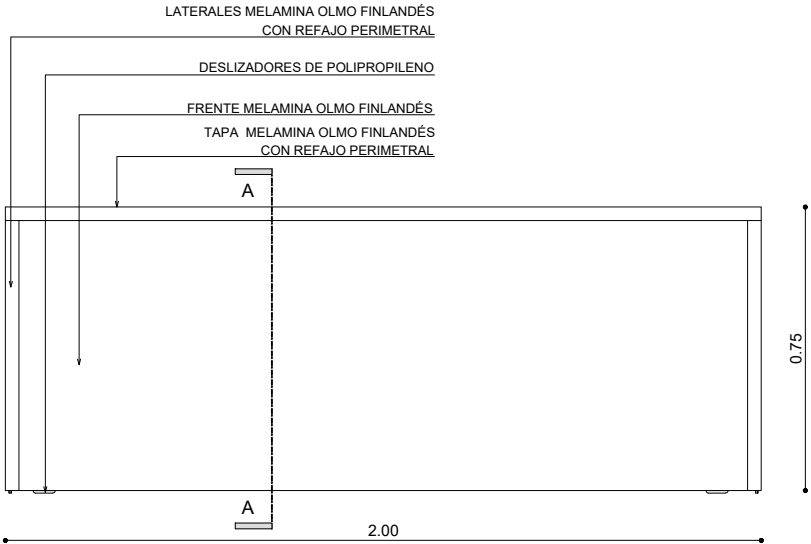 LATERALES MELAMINA OLMO FINLANDÉS
CON REFAJO PERIMETRAL
DESLIZADORES DE POLIPROPILENO
FRENTE MELAMINA OLMO FINLANDÉS
TAPA MELAMINA OLMO FINLANDÉS
CON REFAJO PERIMETRAL
A
0.75
A
2.00